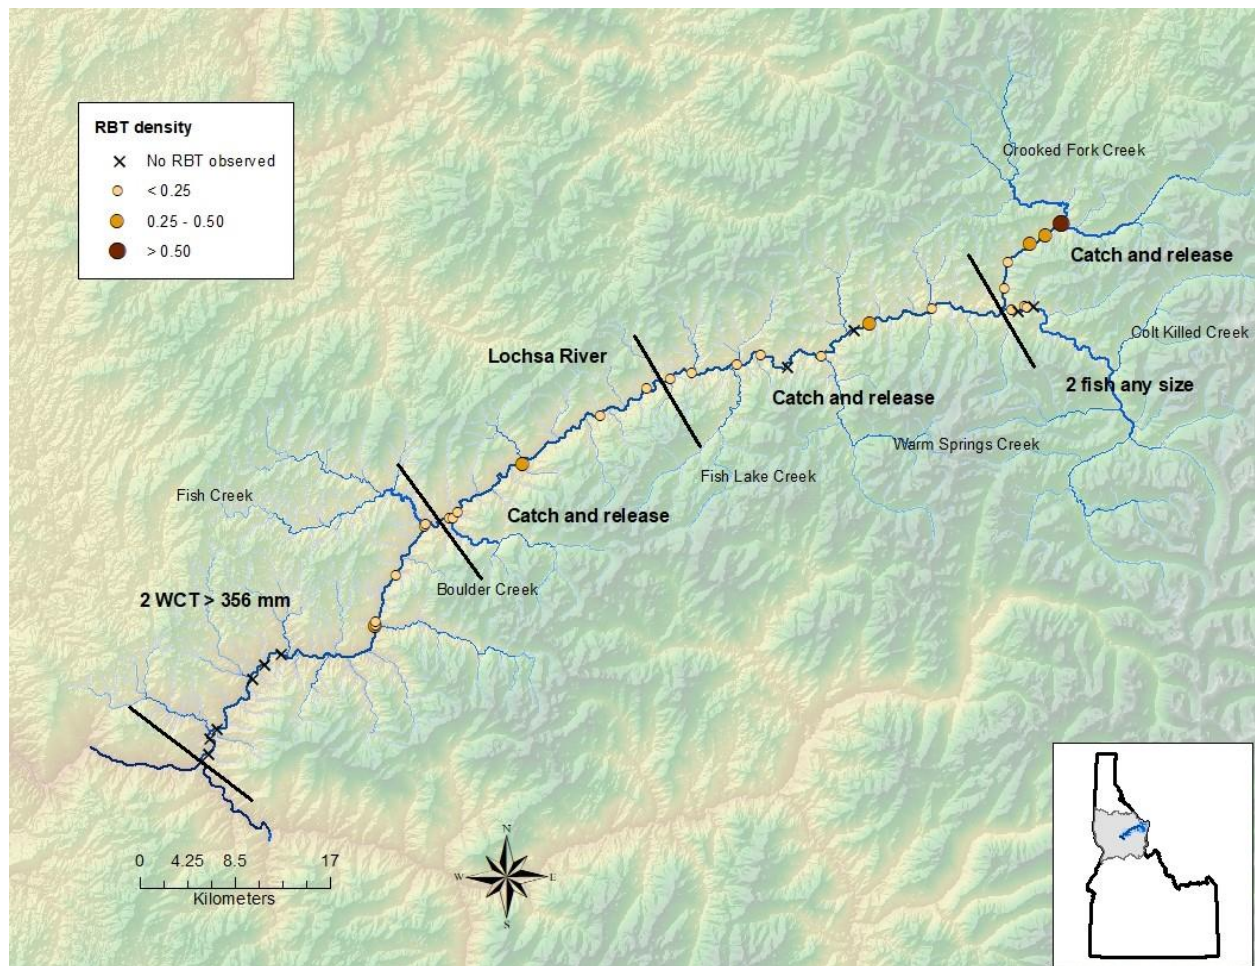 RBT density
No RBT observed
< 0.25
0.25 - 0.50
> 0.50
Crooked Fork Creek
Catch and release
Colt Killed Creek
Lochsa River
2 fish any size
Catch and release
Warm Springs Creek
Fish Lake Creek
Fish Creek
Catch and release
Boulder Creek
2 WCT > 356 mm
0 4.25 8.5 17
Kilometers
N
W E
S